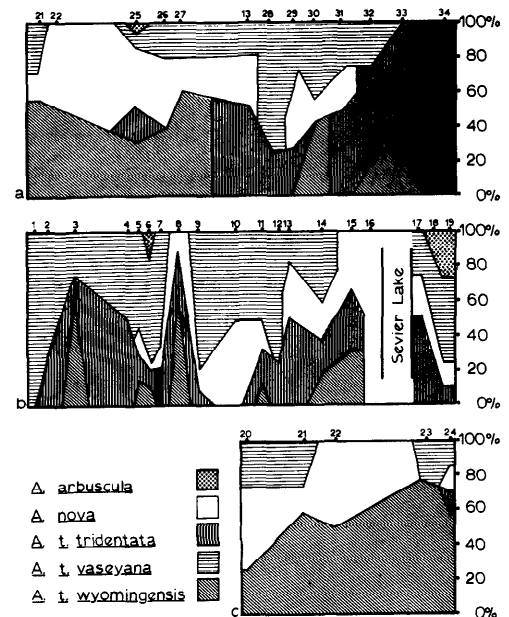 21 22 25 26 27 13 28 29 30 31 32 33 34
100%
80
60
40
20
0%
a
1 2 3 4 5 6 7 8 9 10 11 12 13 14 15 16 17 18 19
100%
80
60
40
20
0%
Sevier Lake
b
20 21 22 23 24
100%
80
60
40
20
0%
c
A. arbuscula
A. nova
A. t. tridentata
A. t. vaseyana
A. t. wyomingensis